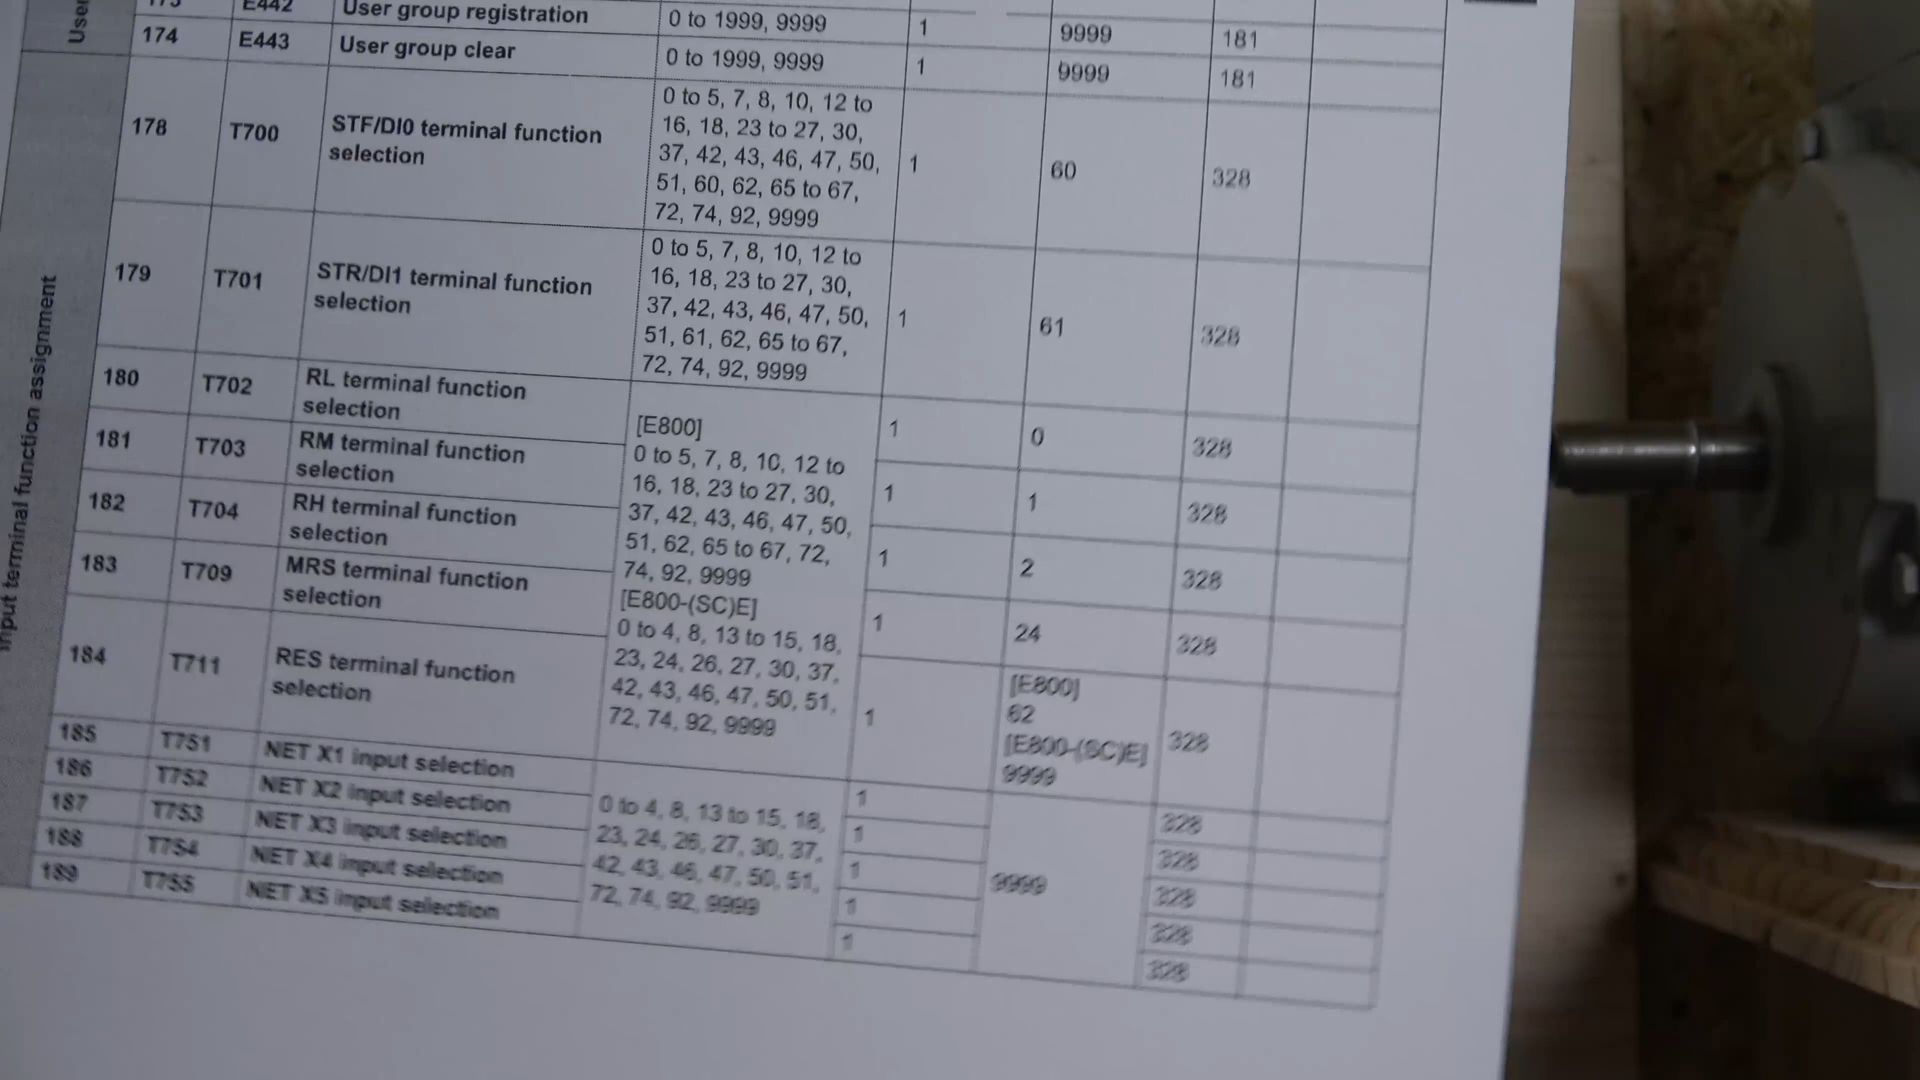 User
E442
User group registration
0 to 1999, 9999
1
9999
181
174
E443
User group clear
0 to 1999, 9999
1
9999
181
Input terminal function assignment
178
T700
STF/DI0 terminal function
selection
0 to 5, 7, 8, 10, 12 to
16, 18, 23 to 27, 30,
37, 42, 43, 46, 47, 50,
51, 60, 62, 65 to 67,
72, 74, 92, 9999
1
60
328
179
T701
STR/DI1 terminal function
selection
0 to 5, 7, 8, 10, 12 to
16, 18, 23 to 27, 30,
37, 42, 43, 46, 47, 50,
51, 61, 62, 65 to 67,
72, 74, 92, 9999
1
61
328
180
T702
RL terminal function
selection
[E800]
0 to 5, 7, 8, 10, 12 to
16, 18, 23 to 27, 30,
37, 42, 43, 46, 47, 50,
51, 62, 65 to 67, 72,
74, 92, 9999
[E800-(SC)E]
0 to 4, 8, 13 to 15, 18,
23, 24, 26, 27, 30, 37,
42, 43, 46, 47, 50, 51,
72, 74, 92, 9999
1
0
328
181
T703
RM terminal function
selection
1
1
328
182
T704
RH terminal function
selection
1
2
328
183
T709
MRS terminal function
selection
1
24
328
184
T711
RES terminal function
selection
1
[E800]
62
[E800-(SC)E]
9999
328
185
T751
NET X1 input selection
0 to 4, 8, 13 to 15, 18,
23, 24, 26, 27, 30, 37,
42, 43, 46, 47, 50, 51,
72, 74, 92, 9999
1
9999
328
186
T752
NET X2 input selection
1
328
187
T753
NET X3 input selection
1
328
188
T754
NET X4 input selection
1
328
189
T755
NET X5 input selection
1
328